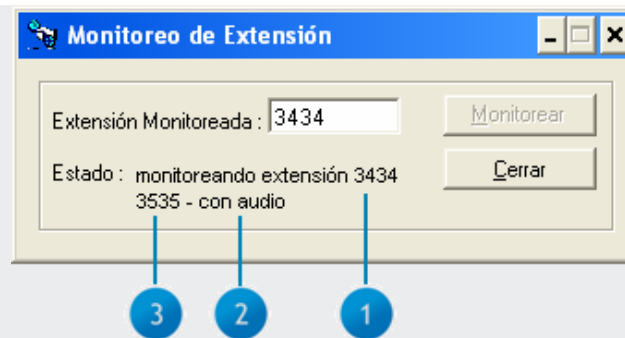 Monitoreo de Extensión
Extensión Monitoreada : 3434
Monitorear
Estado : monitoreando extensión 3434
3535 - con audio
Cerrar
3 2 1